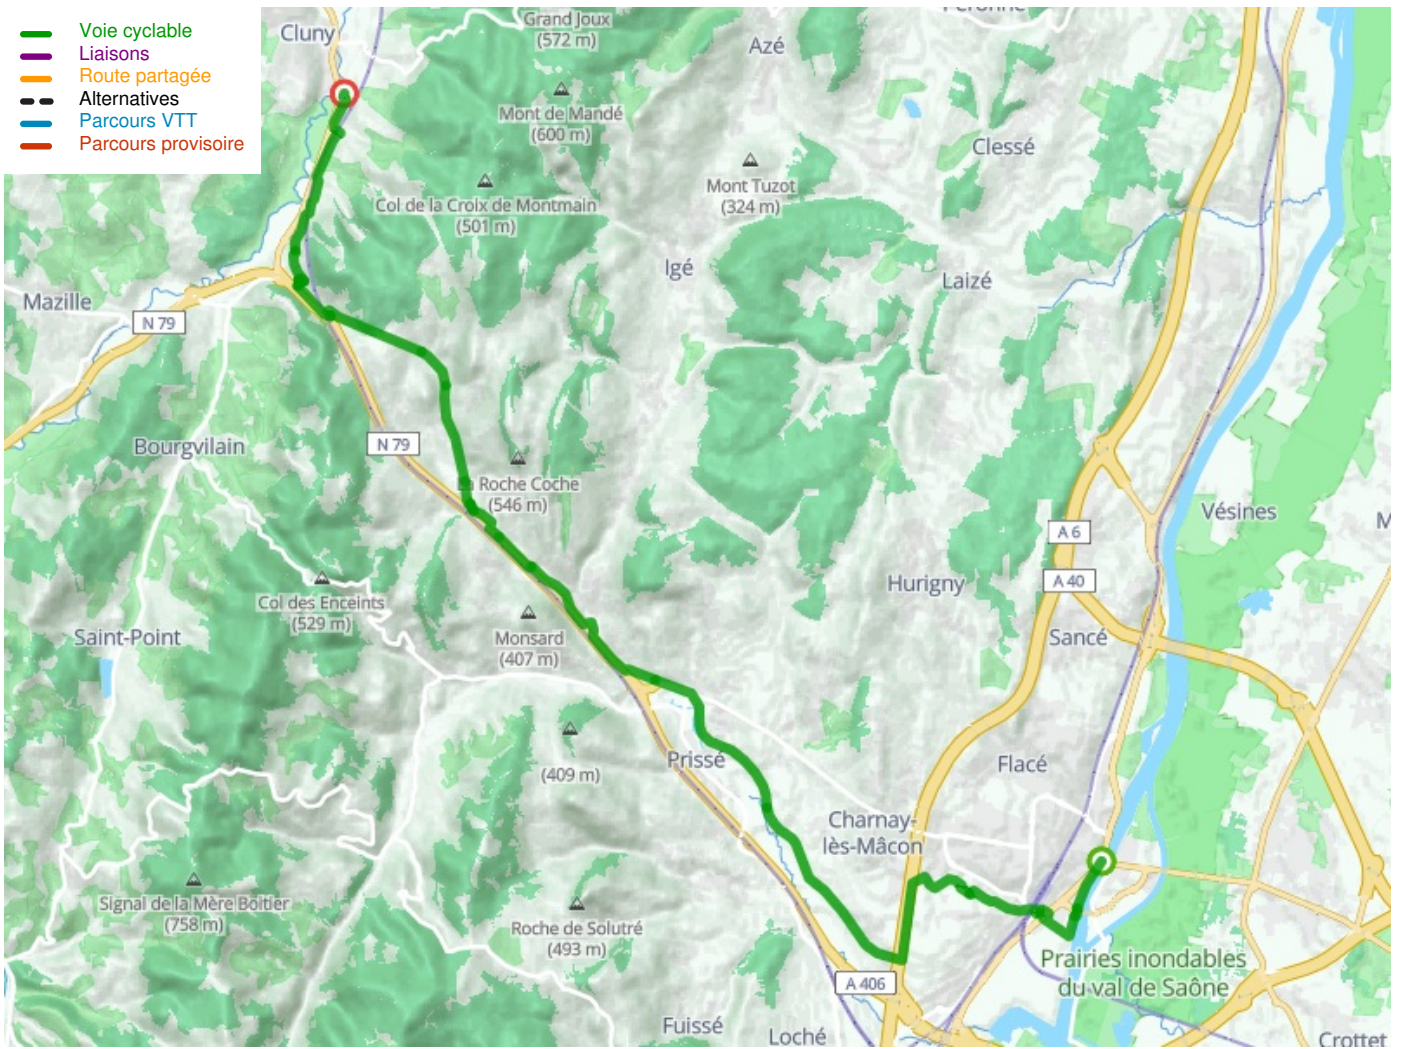 Voie cyclable
Liaisons
Route partagée
Alternatives
Parcours VTT
Parcours provisoire
Cluny
Grand Joux
(572 m)
Azé
Mont de Mandé
(600 m)
Clessé
Mont Tuzot
(324 m)
Col de la Croix de Montmain
(501 m)
Igé
Laizé
Mazille
N 79
Bourgvilain
N 79
La Roche Coche
(546 m)
Vésines
A 6
A 40
Hurigny
Col des Enceints
(529 m)
Saint-Point
Monsard
(407 m)
Sancé
Prissé
(409 m)
Flacé
Charnay-
lès-Mâcon
Signal de la Mère Boitier
(758 m)
Roche de Solutré
(493 m)
Prairies inondables
du val de Saône
A 406
Fuissé
Loché
Crottet